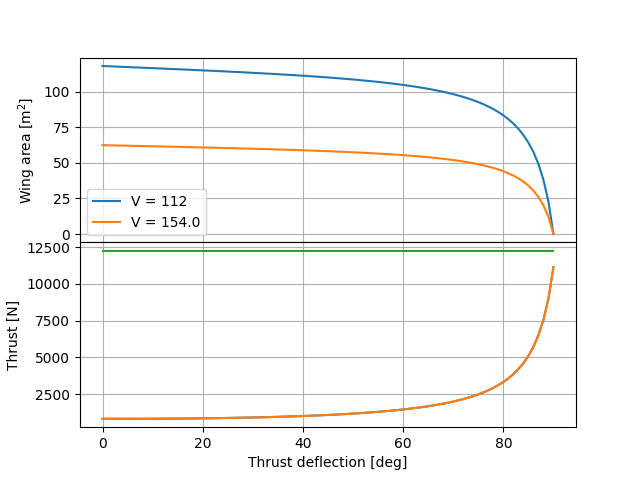 Wing area [m²]
100
75
50
25
0
V = 112
V = 154.0
Thrust [N]
12500
10000
7500
5000
2500
0 20 40 60 80
Thrust deflection [deg]